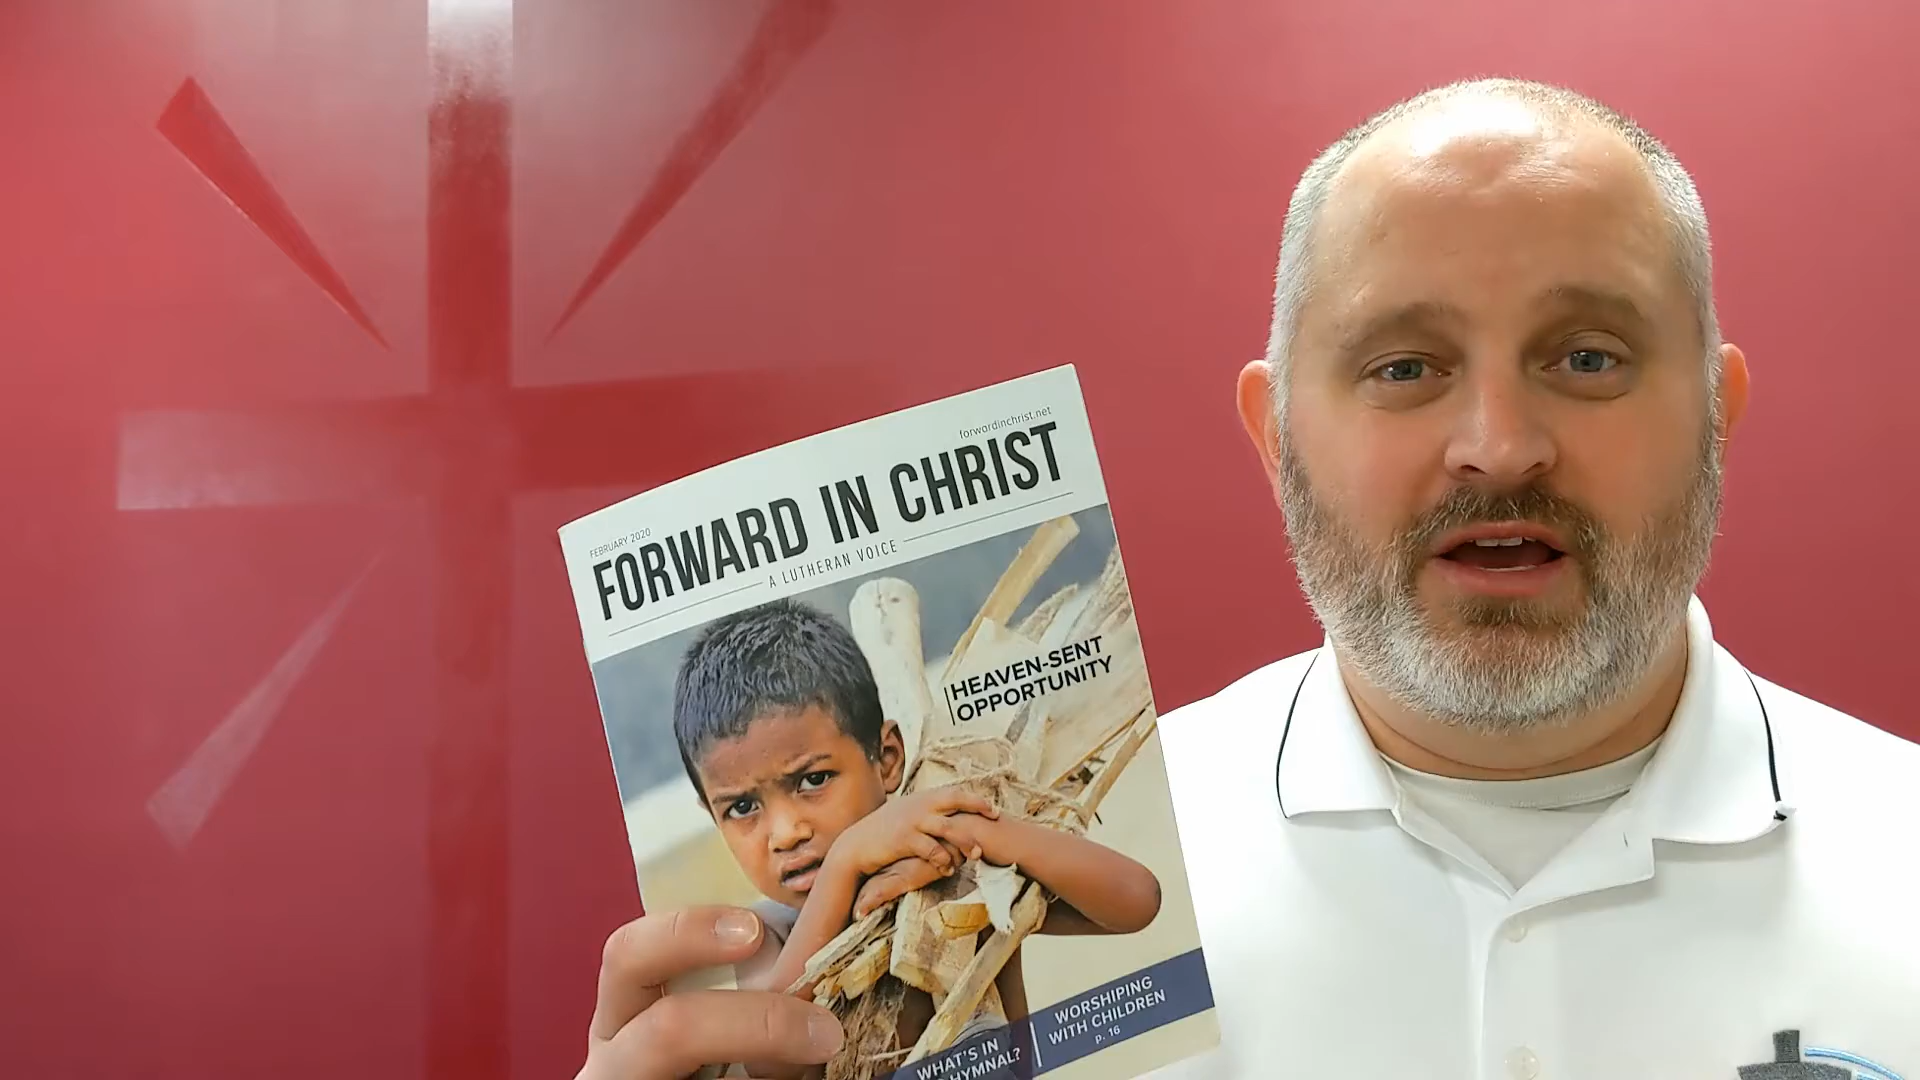 forwardinchrist.net
FEBRUARY 2020
FORWARD IN CHRIST
A LUTHERAN VOICE
HEAVEN-SENT
OPPORTUNITY
WORSHIPING
WITH CHILDREN
p. 16
WHAT'S IN
HYMNAL?